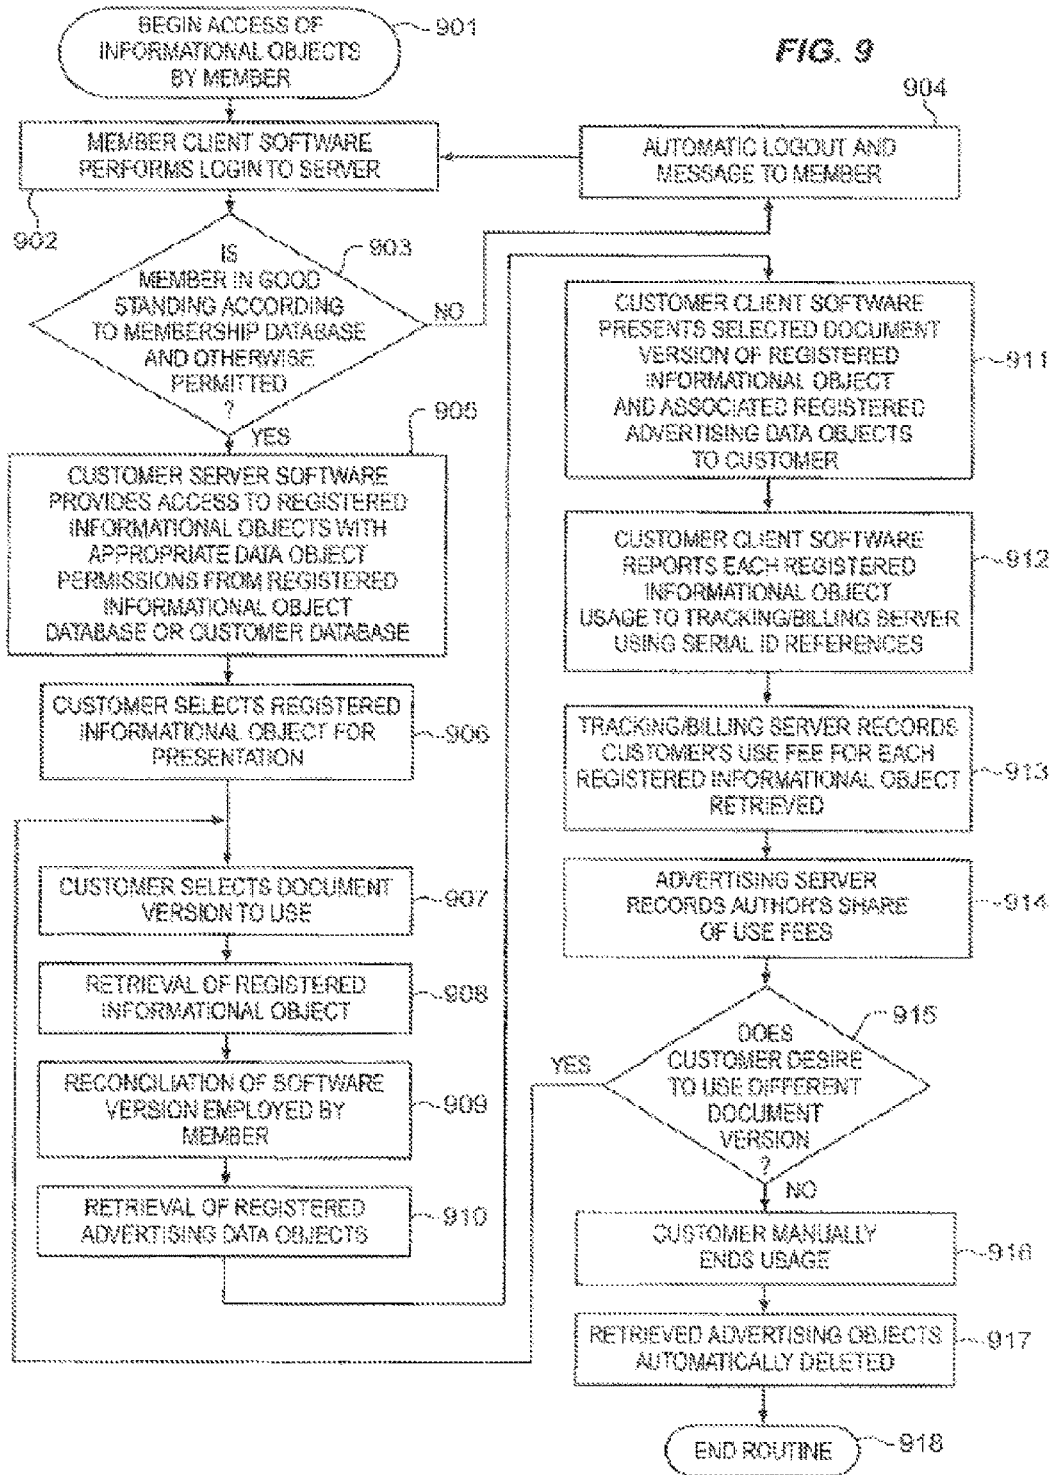 BEGIN ACCESS OF
INFORMATIONAL OBJECTS
BY MEMBER
901
FIG. 9
MEMBER CLIENT SOFTWARE
PERFORMS LOGIN TO SERVER
902
904
AUTOMATIC LOGOUT AND
MESSAGE TO MEMBER
903
IS
MEMBER IN GOOD
STANDING ACCORDING
TO MEMBERSHIP DATABASE
AND OTHERWISE
PERMITTED
?
NO
YES
905
CUSTOMER SERVER SOFTWARE
PROVIDES ACCESS TO REGISTERED
INFORMATIONAL OBJECTS WITH
APPROPRIATE DATA OBJECT
PERMISSIONS FROM REGISTERED
INFORMATIONAL OBJECT
DATABASE OR CUSTOMER DATABASE
CUSTOMER SELECTS REGISTERED
INFORMATIONAL OBJECT FOR
PRESENTATION
906
CUSTOMER SELECTS DOCUMENT
VERSION TO USE
907
RETRIEVAL OF REGISTERED
INFORMATIONAL OBJECT
908
RECONCILIATION OF SOFTWARE
VERSION EMPLOYED BY
MEMBER
909
RETRIEVAL OF REGISTERED
ADVERTISING DATA OBJECTS
910
CUSTOMER CLIENT SOFTWARE
PRESENTS SELECTED DOCUMENT
VERSION OF REGISTERED
INFORMATIONAL OBJECT
AND ASSOCIATED REGISTERED
ADVERTISING DATA OBJECTS
TO CUSTOMER
911
CUSTOMER CLIENT SOFTWARE
REPORTS EACH REGISTERED
INFORMATIONAL OBJECT
USAGE TO TRACKING/BILLING SERVER
USING SERIAL ID REFERENCES
912
TRACKING/BILLING SERVER RECORDS
CUSTOMER'S USE FEE FOR EACH
REGISTERED INFORMATIONAL OBJECT
RETRIEVED
913
ADVERTISING SERVER
RECORDS AUTHOR'S SHARE
OF USE FEES
914
915
DOES
CUSTOMER DESIRE
TO USE DIFFERENT
DOCUMENT
VERSION
?
YES
NO
CUSTOMER MANUALLY
ENDS USAGE
916
RETRIEVED ADVERTISING OBJECTS
AUTOMATICALLY DELETED
917
END ROUTINE
918